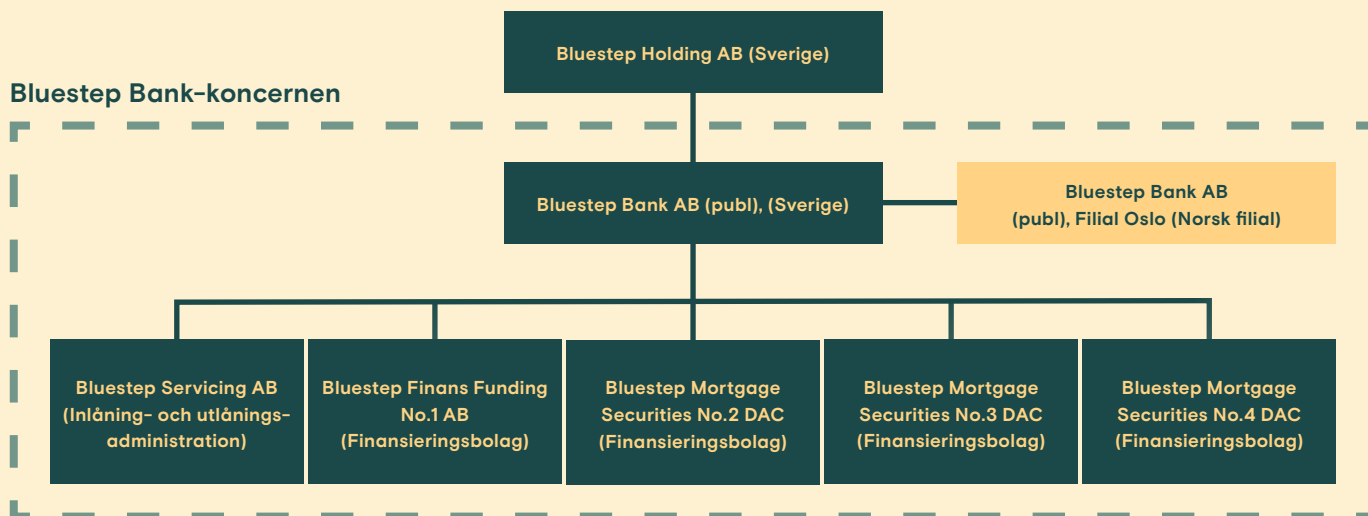 Bluestep Holding AB (Sverige)
Bluestep Bank-koncernen
Bluestep Bank AB (publ), (Sverige)
Bluestep Bank AB
(publ), Filial Oslo (Norsk filial)
Bluestep Servicing AB
(Inlåning- och utlånings-
administration)
Bluestep Finans Funding
No.1 AB
(Finansieringsbolag)
Bluestep Mortgage
Securities No.2 DAC
(Finansieringsbolag)
Bluestep Mortgage
Securities No.3 DAC
(Finansieringsbolag)
Bluestep Mortgage
Securities No.4 DAC
(Finansieringsbolag)